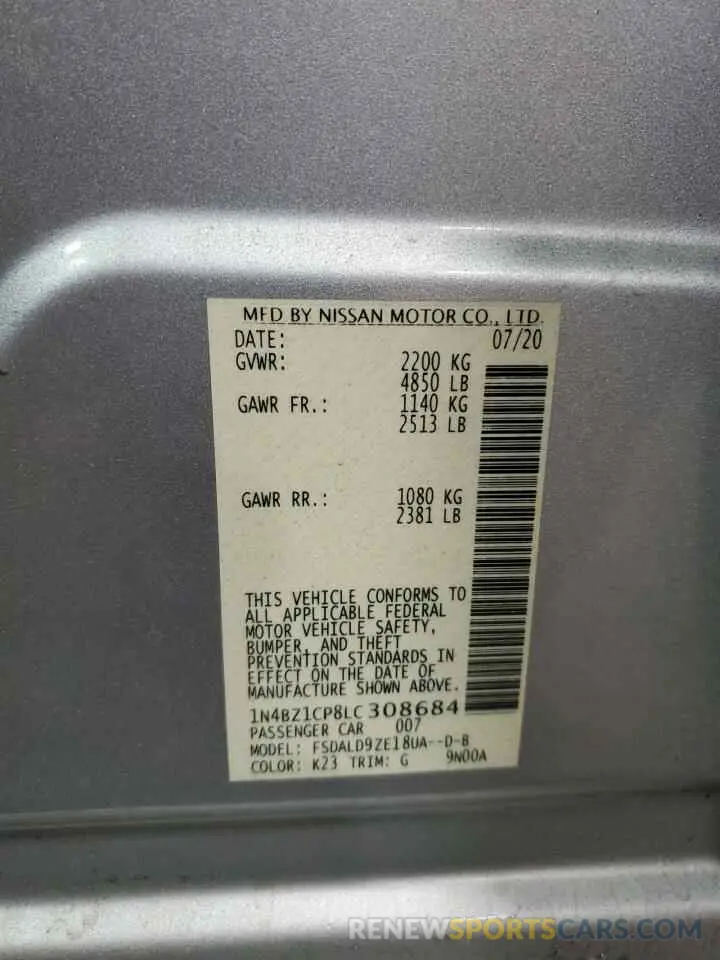 MFD BY NISSAN MOTOR CO., LTD.
DATE: 07/20
GVWR: 2200 KG
4850 LB
GAWR FR.: 1140 KG
2513 LB
GAWR RR.: 1080 KG
2381 LB
THIS VEHICLE CONFORMS TO
ALL APPLICABLE FEDERAL
MOTOR VEHICLE SAFETY,
BUMPER, AND THEFT
PREVENTION STANDARDS IN
EFFECT ON THE DATE OF
MANUFACTURE SHOWN ABOVE.
1N4BZ1CP8LC308684
PASSENGER CAR 007
MODEL: FSDALD9ZE18UA--D-B
COLOR: K23 TRIM: G 9N00A
RENEWSPORTSCARS.COM